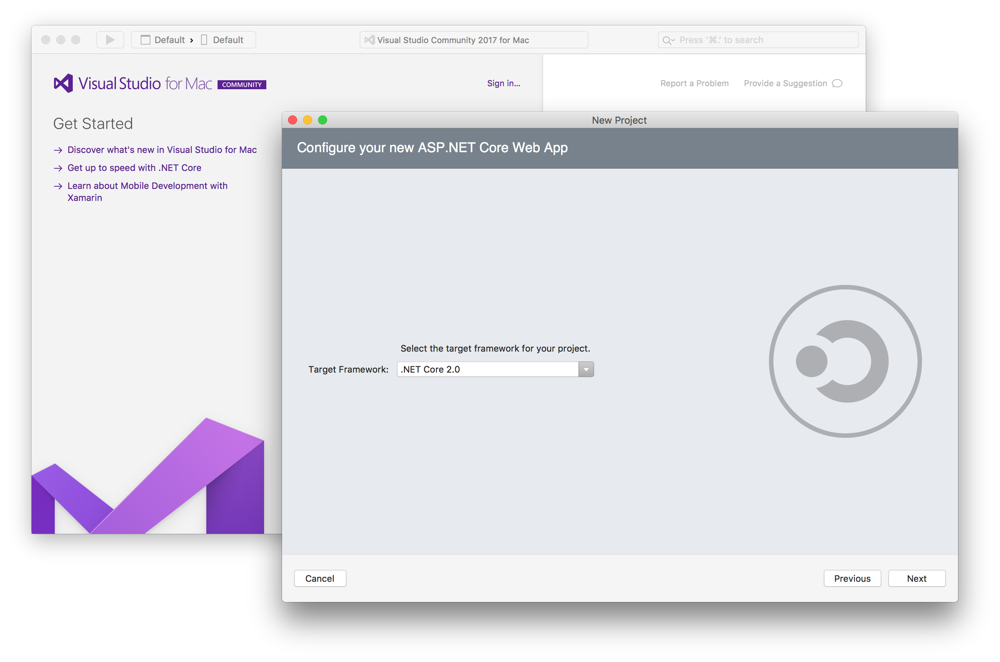 Default › Default
Visual Studio Community 2017 for Mac
Press ‘⌘.’ to search
Visual Studio for Mac COMMUNITY
Sign in...
Report a Problem
Provide a Suggestion
Get Started
→ Discover what's new in Visual Studio for Mac
→ Get up to speed with .NET Core
→ Learn about Mobile Development with
Xamarin
New Project
Configure your new ASP.NET Core Web App
Select the target framework for your project.
Target Framework: .NET Core 2.0
Cancel
Previous
Next